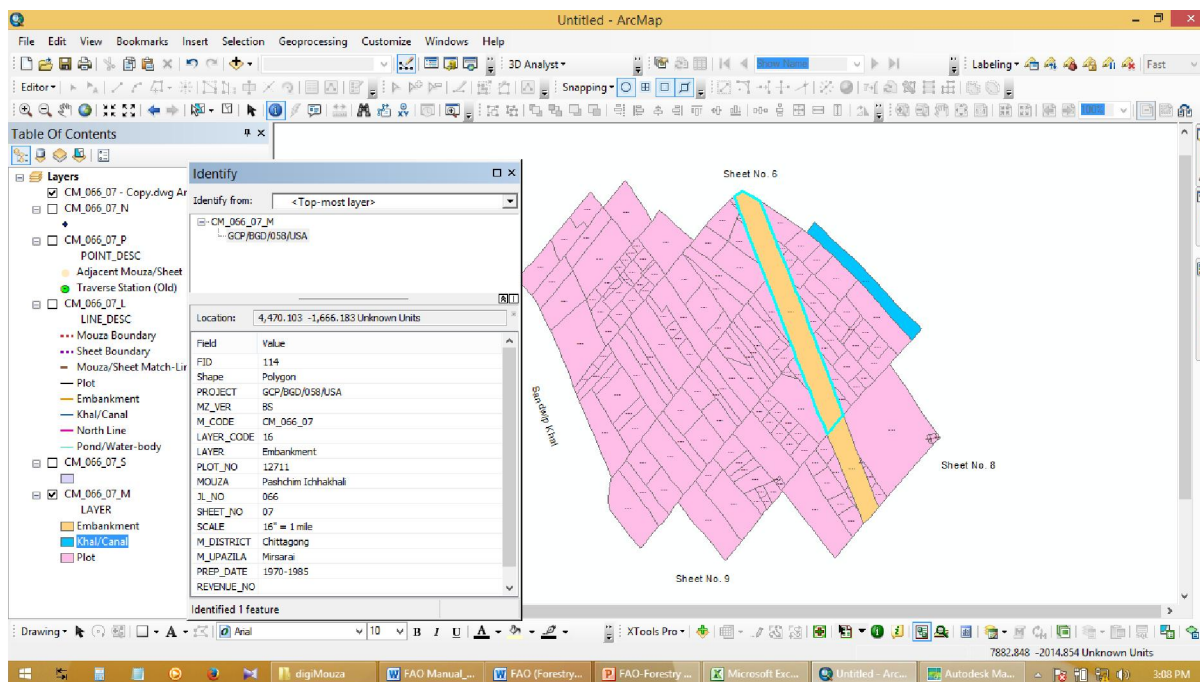 Untitled - ArcMap
File Edit View Bookmarks Insert Selection Geoprocessing Customize Windows Help
3D Analyst
Labeling
Fast
Editor
Snapping
100%
Table Of Contents
Layers
CM_066_07 - Copy.dwg Ar
CM_066_07_N
CM_066_07_P
POINT_DESC
Adjacent Mouza/Sheet
Traverse Station (Old)
CM_066_07_L
LINE_DESC
Mouza Boundary
Sheet Boundary
Mouza/Sheet Match-Lir
Plot
Embankment
Khal/Canal
North Line
Pond/Water-body
CM_066_07_S
CM_066_07_M
LAYER
Embankment
Khal/Canal
Plot
Identify
Identify from: <Top-most layer>
CM_066_07_M
GCP/BGD/058/USA
Location: 4,470.103 -1,666.183 Unknown Units
Field Value
FID 114
Shape Polygon
PROJECT GCP/BGD/058/USA
MZ_VER BS
M_CODE CM_066_07
LAYER_CODE 16
LAYER Embankment
PLOT_NO 12711
MOUZA Pashchim Ichhakhali
JL_NO 066
SHEET_NO 07
SCALE 16" = 1 mile
M_DISTRICT Chittagong
M_UPAZILA Mirsarai
PREP_DATE 1970-1985
REVENUE_NO
Identified 1 feature
Sheet No. 6
Sandwip Khal
Sheet No. 8
Sheet No. 9
Drawing
Arial 10 B I U A
XTools Pro
7882.848 -2014.854 Unknown Units
digiMouza
FAO Manual_...
FAO (Forestry...
FAO-Forestry ...
Microsoft Exc...
Untitled - Arc...
Autodesk Ma...
3:08 PM